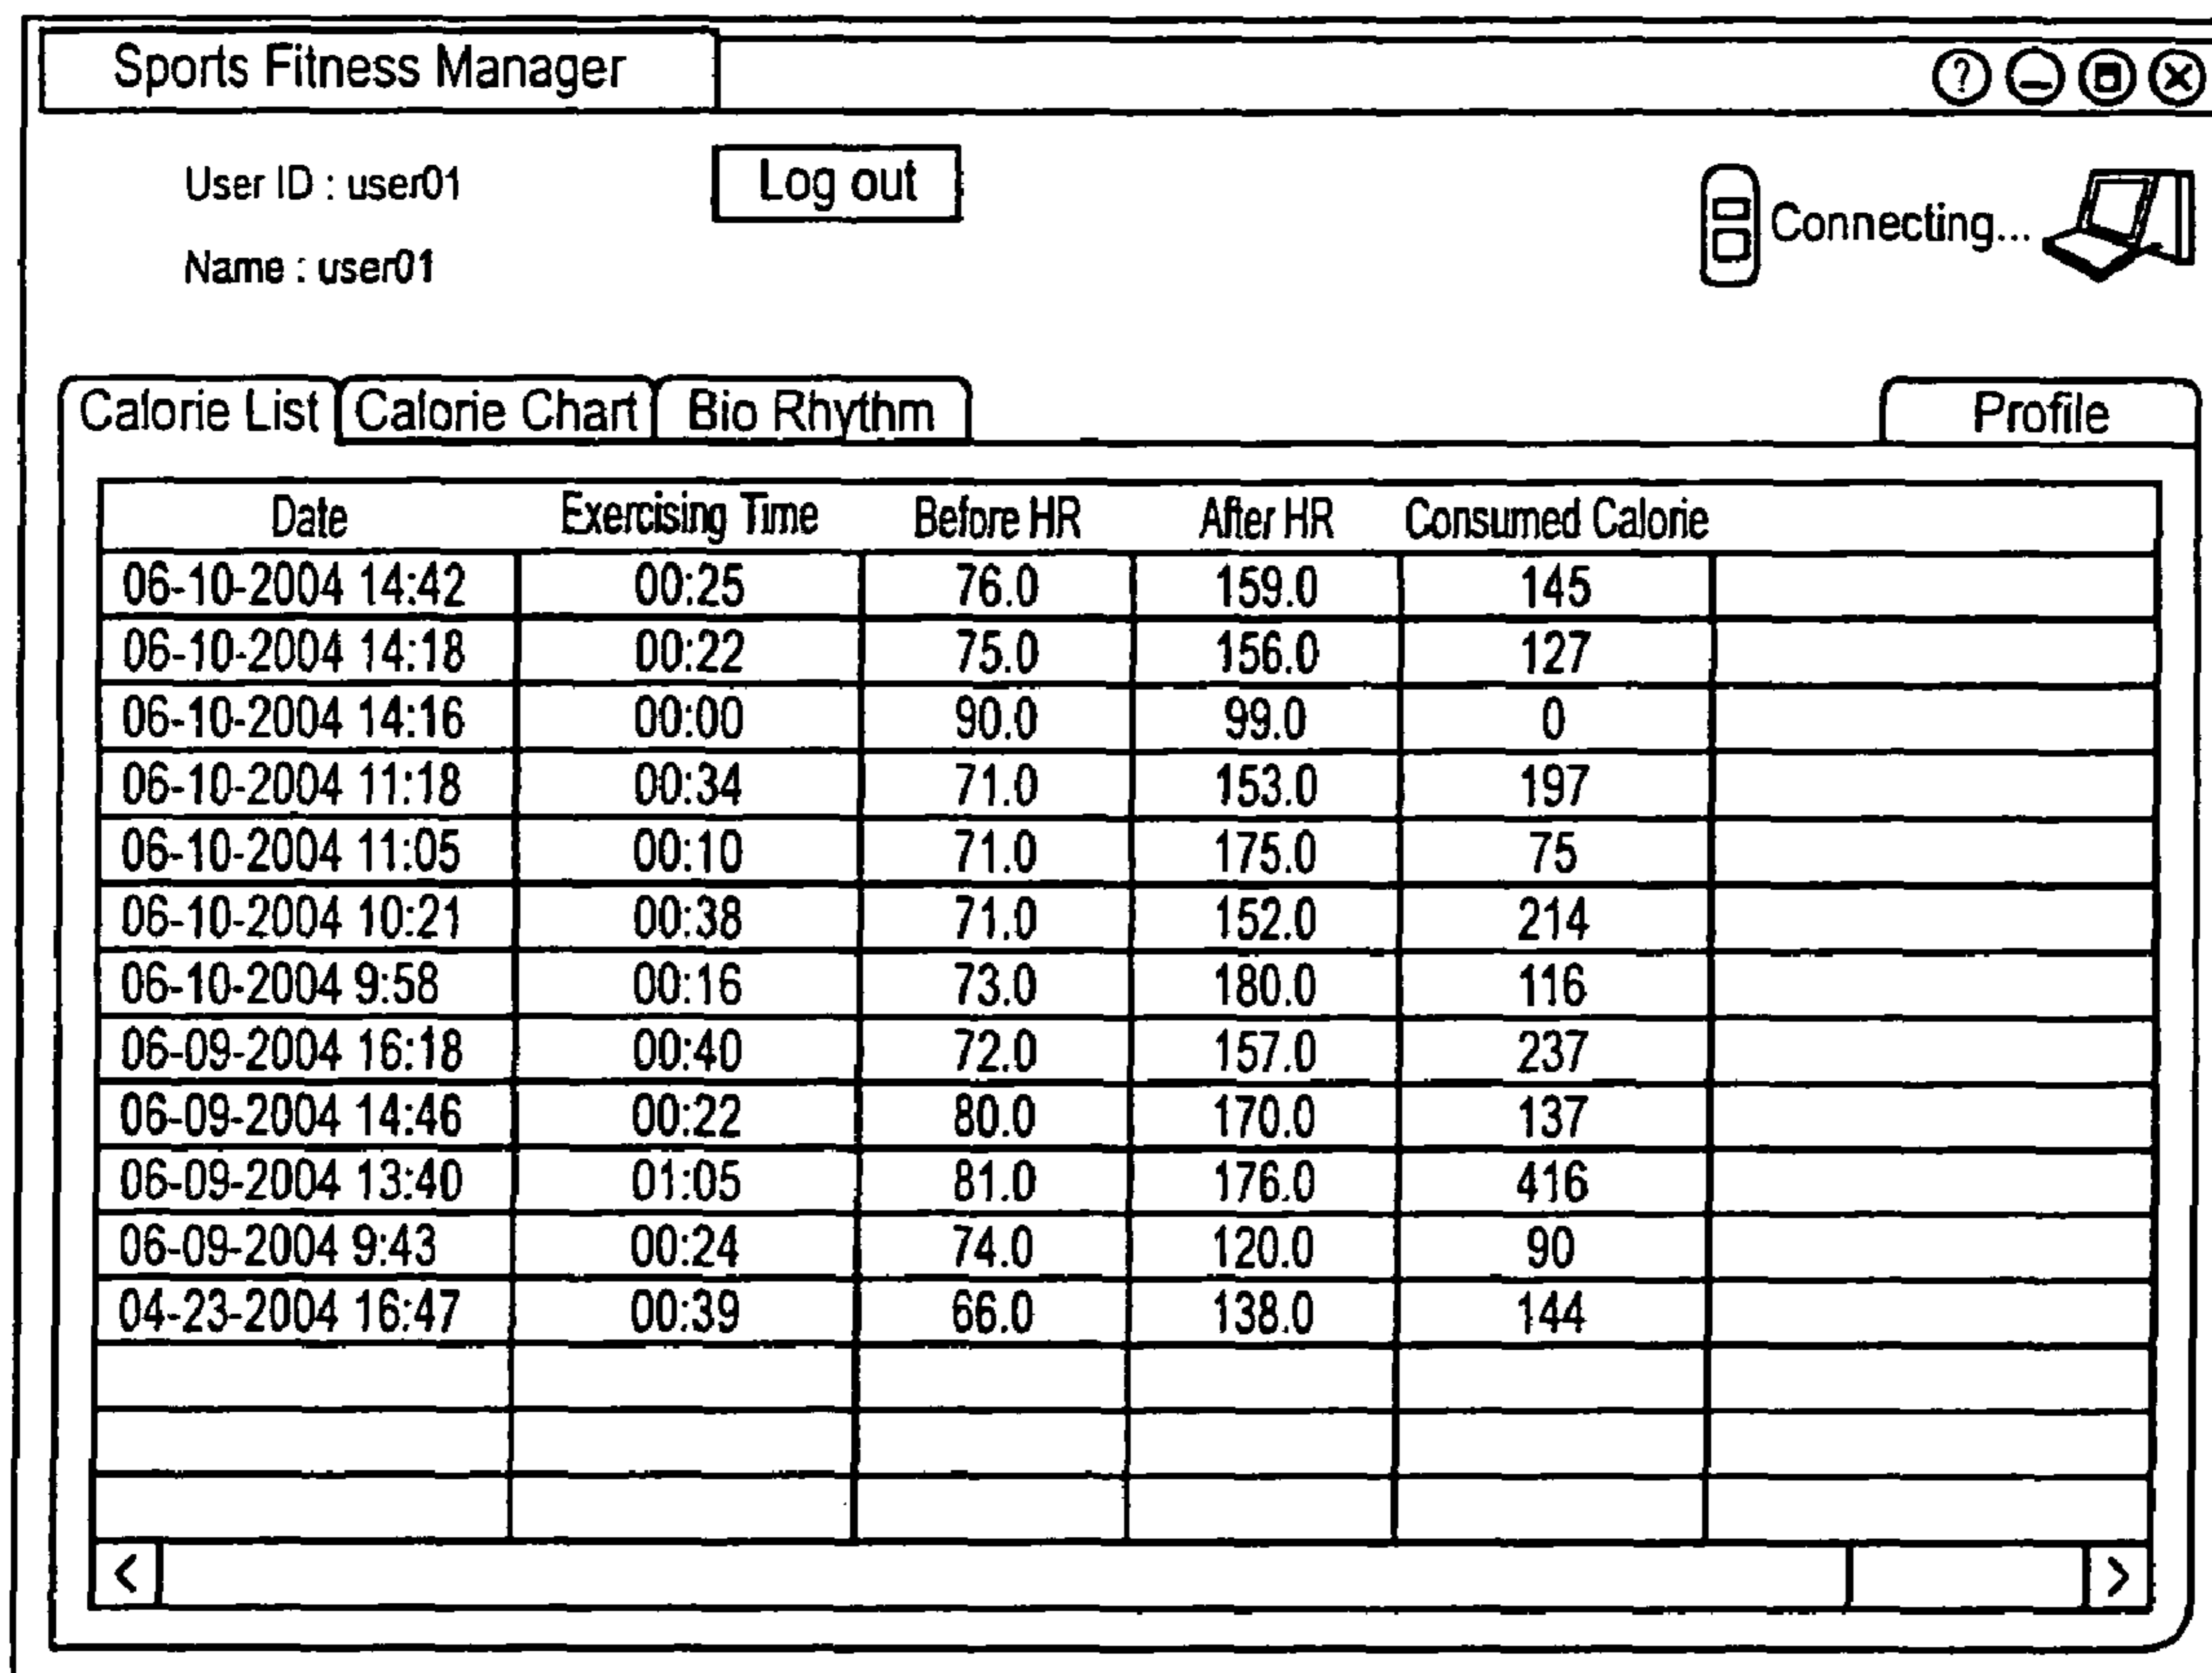 Sports Fitness Manager
User ID : user01 Log out
Connecting...
Name : user01
Calorie List Calorie Chart Bio Rhythm Profile
Date Exercising Time Before HR After HR Consumed Calorie
06-10-2004 14:42 00:25 76.0 159.0 145
06-10-2004 14:18 00:22 75.0 156.0 127
06-10-2004 14:16 00:00 90.0 99.0 0
06-10-2004 11:18 00:34 71.0 153.0 197
06-10-2004 11:05 00:10 71.0 175.0 75
06-10-2004 10:21 00:38 71.0 152.0 214
06-10-2004 9:58 00:16 73.0 180.0 116
06-09-2004 16:18 00:40 72.0 157.0 237
06-09-2004 14:46 00:22 80.0 170.0 137
06-09-2004 13:40 01:05 81.0 176.0 416
06-09-2004 9:43 00:24 74.0 120.0 90
04-23-2004 16:47 00:39 66.0 138.0 144